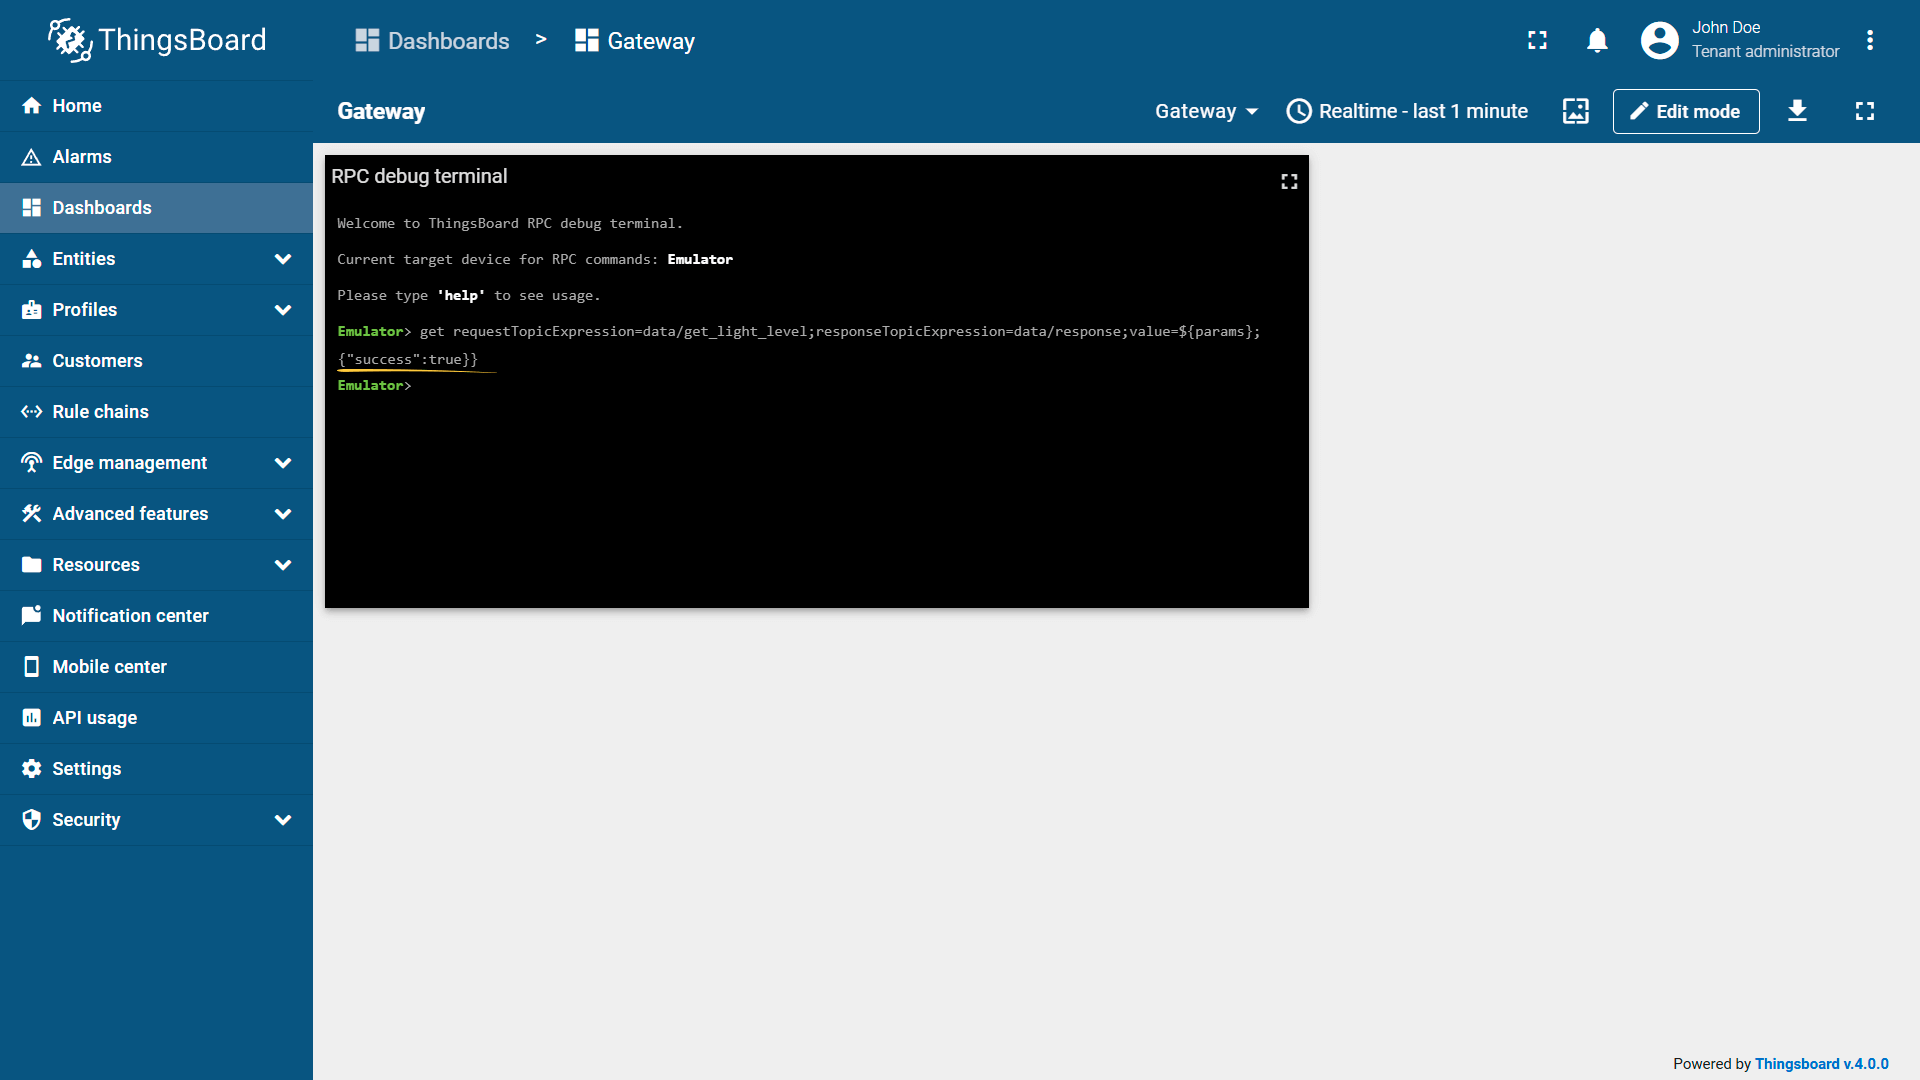 ThingsBoard
Dashboards > Gateway
John Doe
Tenant administrator
Home
Alarms
Dashboards
Entities
Profiles
Customers
Rule chains
Edge management
Advanced features
Resources
Notification center
Mobile center
API usage
Settings
Security
Gateway
Gateway
Realtime - last 1 minute
Edit mode
RPC debug terminal
Welcome to ThingsBoard RPC debug terminal.
Current target device for RPC commands: Emulator
Please type 'help' to see usage.
Emulator> get requestTopicExpression=data/get_light_level;responseTopicExpression=data/response;value=${params};
{"success":true}}
Emulator>
Powered by Thingsboard v.4.0.0